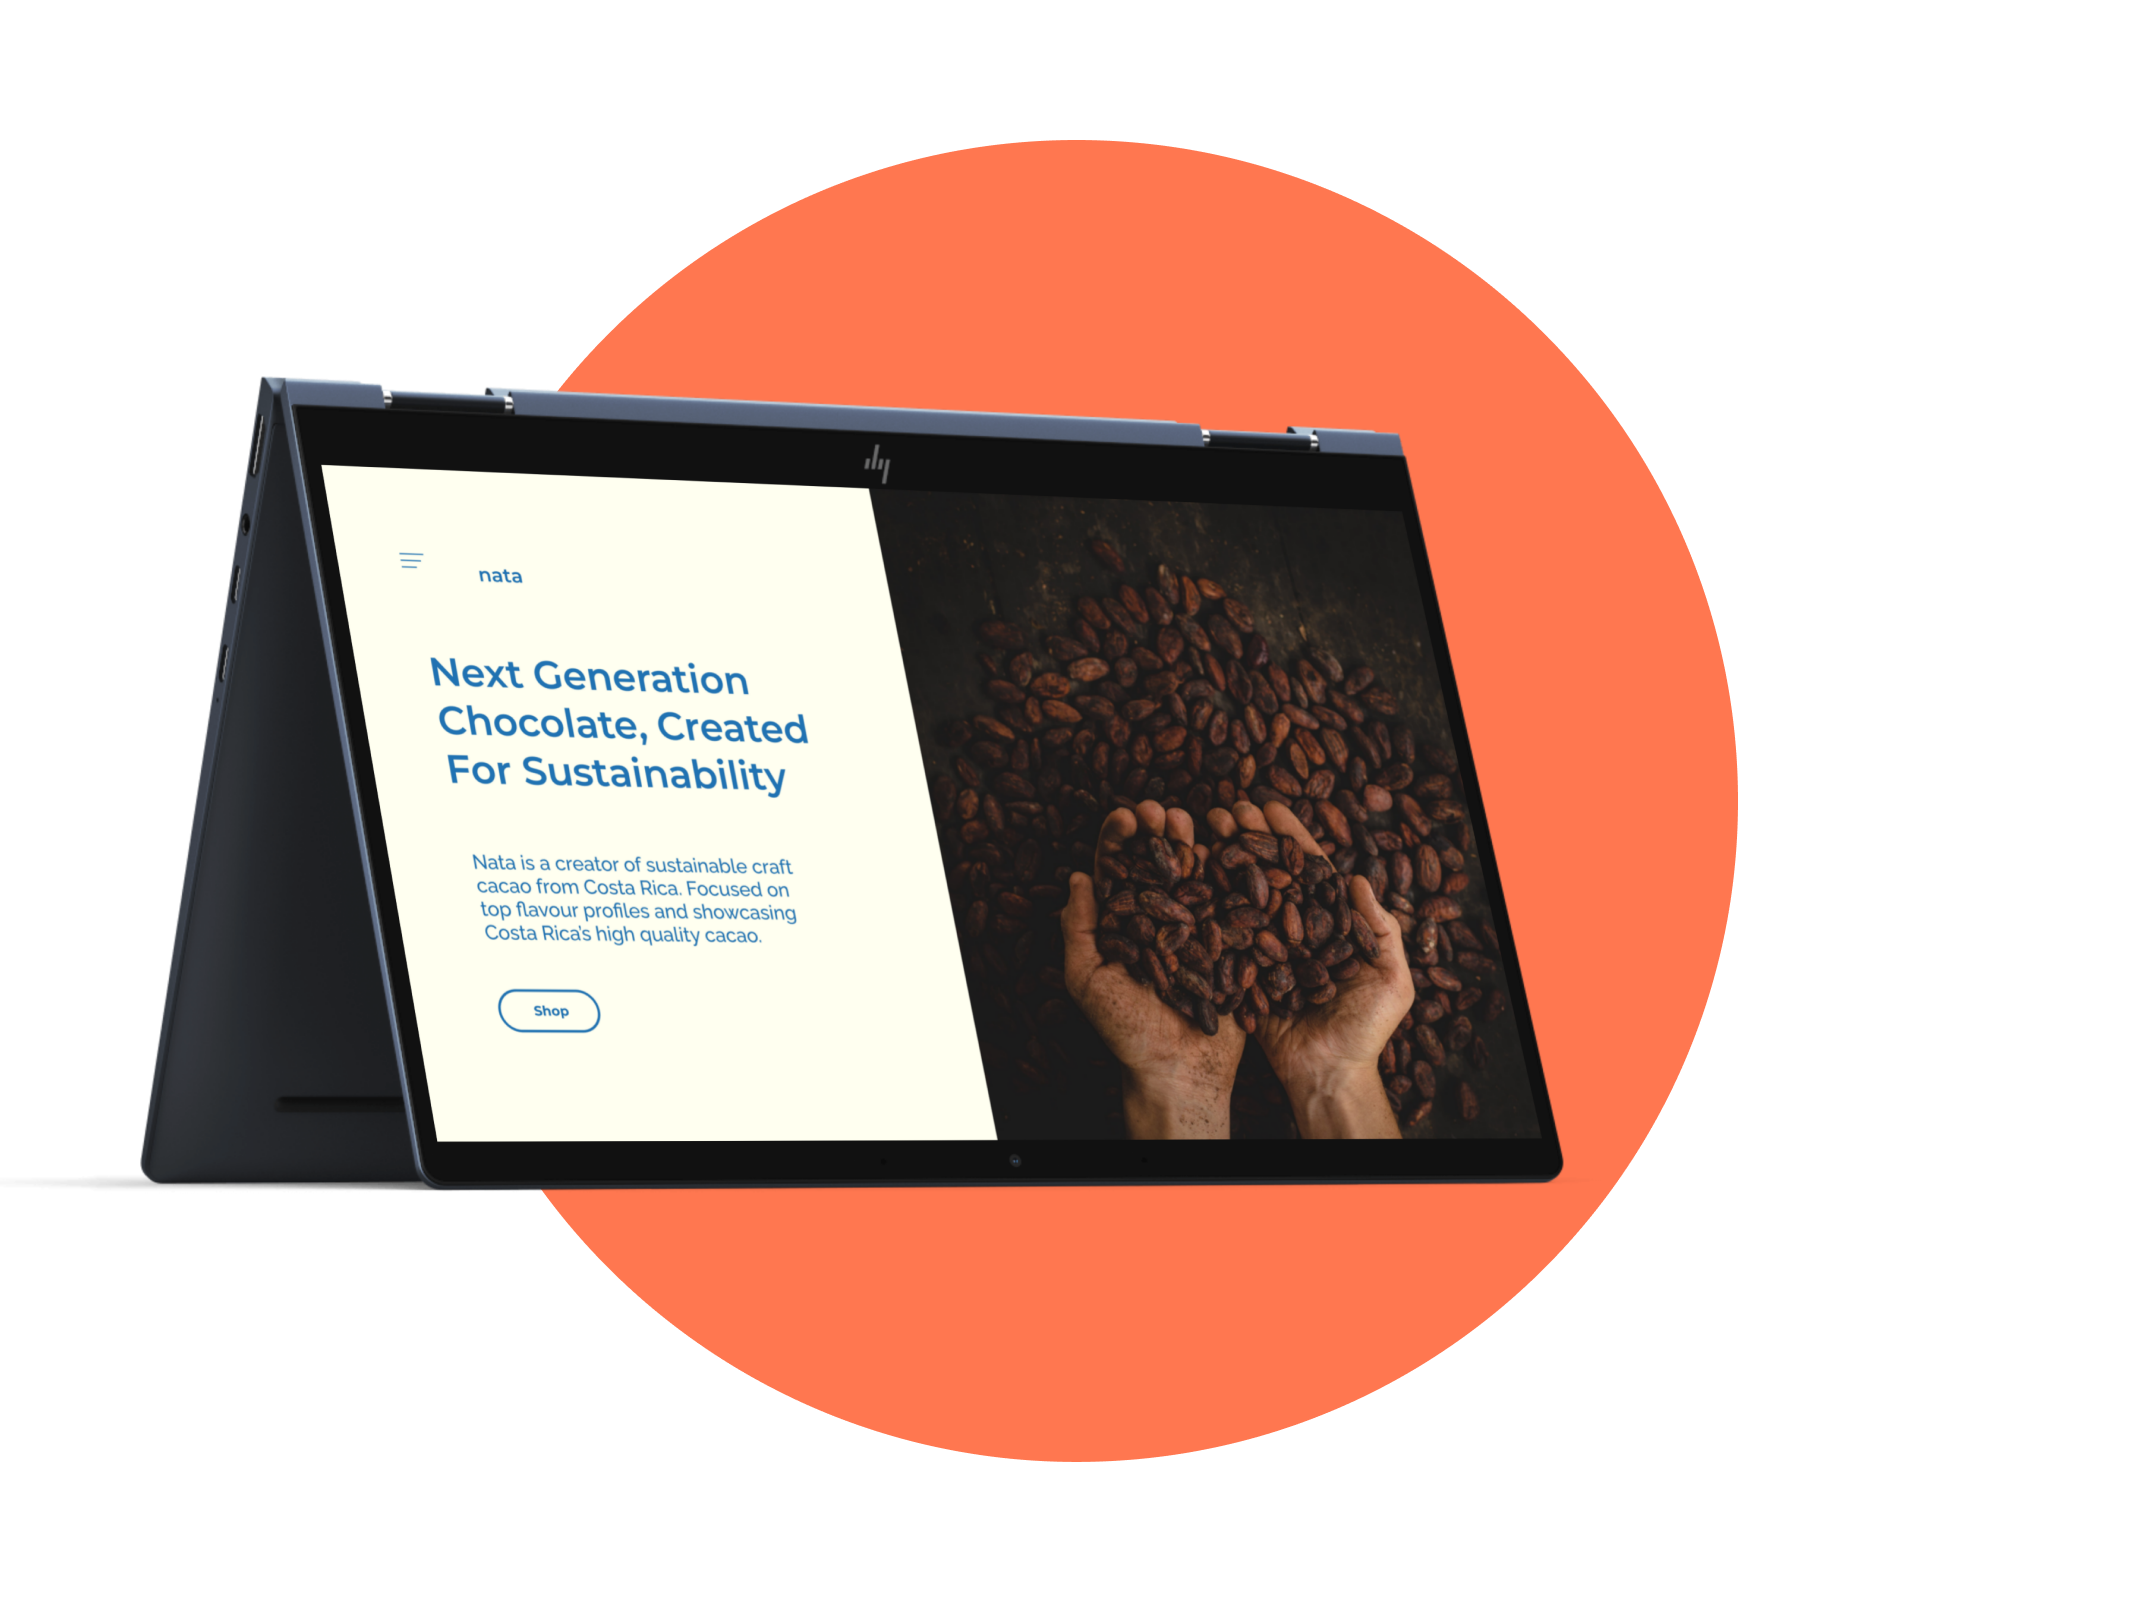 nata
Next Generation
Chocolate, Created
For Sustainability
Nata is a creator of sustainable craft
cacao from Costa Rica. Focused on
top flavour profiles and showcasing
Costa Rica's high quality cacao.
Shop
hp